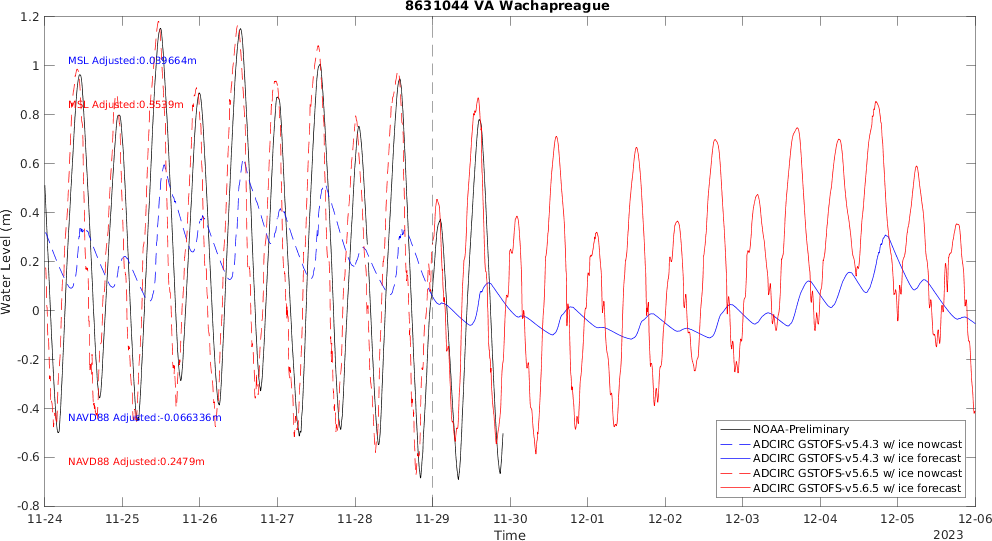 8631044 VA Wachapreague
1.2
1
0.8
0.6
0.4
0.2
0
-0.2
-0.4
-0.6
-0.8
Water Level (m)
MSL Adjusted:0.039664m
MSL Adjusted:0.3539m
NAVD88 Adjusted:-0.066336m
NAVD88 Adjusted:0.2479m
NOAA-Preliminary
ADCIRC GSTOFS-v5.4.3 w/ ice nowcast
ADCIRC GSTOFS-v5.4.3 w/ ice forecast
ADCIRC GSTOFS-v5.6.5 w/ ice nowcast
ADCIRC GSTOFS-v5.6.5 w/ ice forecast
11-24 11-25 11-26 11-27 11-28 11-29 11-30 12-01 12-02 12-03 12-04 12-05 12-06
Time
2023